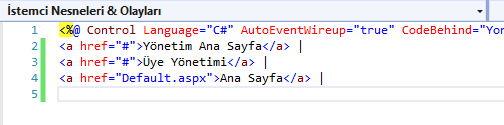 İstemci Nesneleri & Olayları
1 <%@ Control Language="C#" AutoEventWireup="true" CodeBehind="Yon
2 <a href="#">Yönetim Ana Sayfa</a> |
3 <a href="#">Üye Yönetimi</a> |
4 <a href="Default.aspx">Ana Sayfa</a> |
5